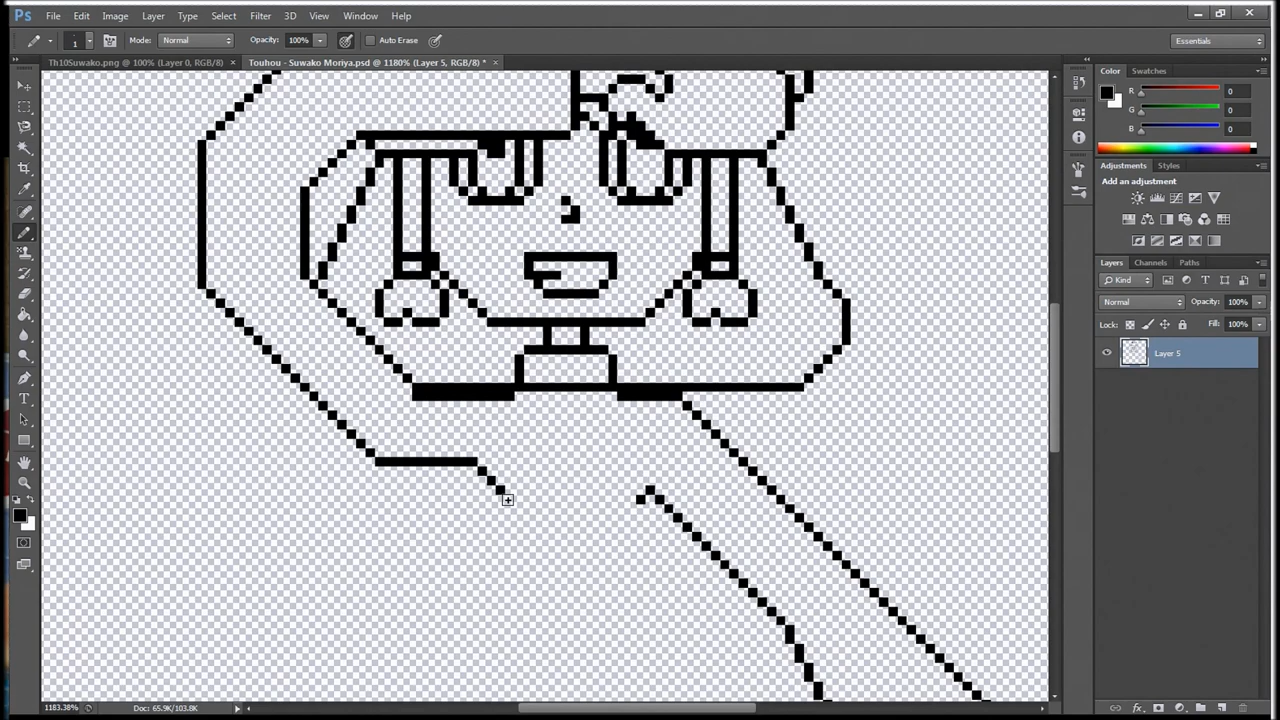 Ps File Edit Image Layer Type Select Filter 3D View Window Help
1 Mode: Normal Opacity: 100% Auto Erase Essentials
Th10Suwako.png @ 100% (Layer 0, RGB/8) × Touhou - Suwako Moriya.psd @ 1180% (Layer 5, RGB/8) * ×
Color Swatches
R 0
G 0
B 0
Adjustments Styles
Add an adjustment
Layers Channels Paths
Kind
Normal Opacity: 100%
Lock: Fill: 100%
Layer 5
T
1183.38% Doc: 65.9K/103.8K
fx